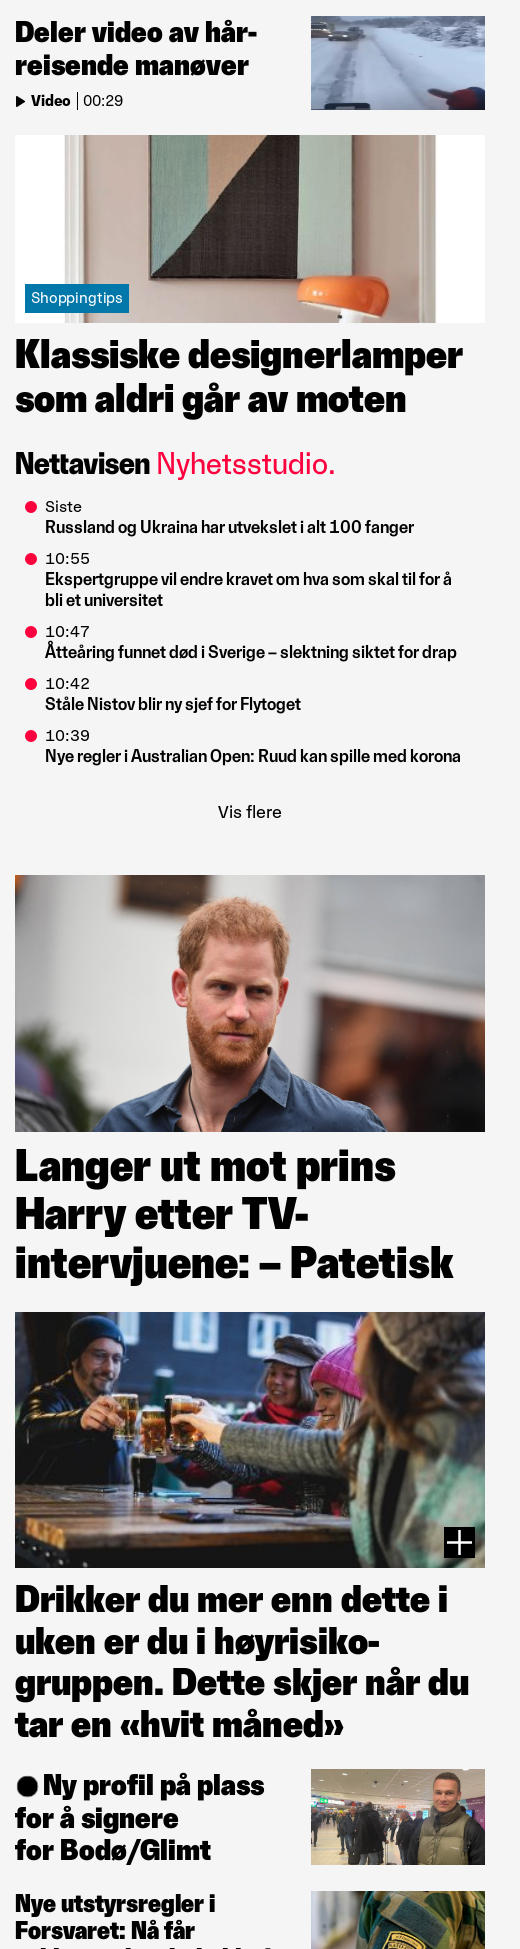 Deler video av hår-
reisende manøver
Video | 00:29
Shoppingtips
Klassiske designerlamper
som aldri går av moten
Nettavisen Nyhetsstudio.
Siste
Russland og Ukraina har utvekslet i alt 100 fanger
10:55
Ekspertgruppe vil endre kravet om hva som skal til for å
bli et universitet
10:47
Åtteåring funnet død i Sverige – slektning siktet for drap
10:42
Ståle Nistov blir ny sjef for Flytoget
10:39
Nye regler i Australian Open: Ruud kan spille med korona
Vis flere
Langer ut mot prins
Harry etter TV-
intervjuene: – Patetisk
Drikker du mer enn dette i
uken er du i høyrisiko-
gruppen. Dette skjer når du
tar en «hvit måned»
Ny profil på plass
for å signere
for Bodø/Glimt
Nye utstyrsregler i
Forsvaret: Nå får